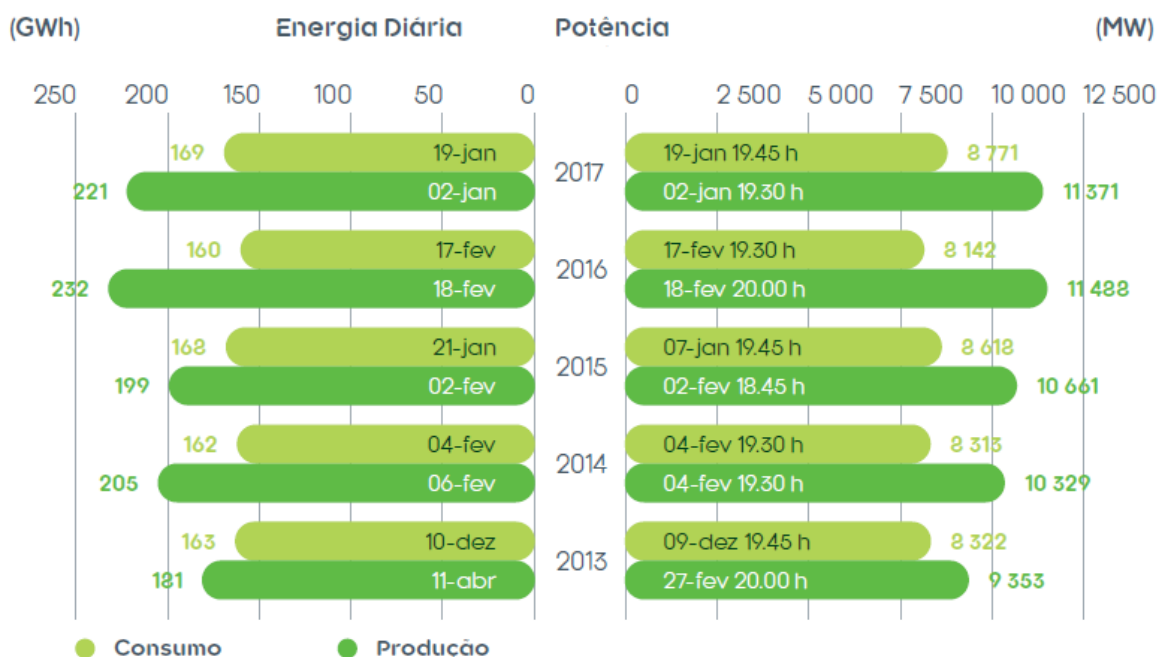 (GWh) Energia Diária Potência (MW)
250 200 150 100 50 0 0 2 500 5 000 7 500 10 000 12 500
169 19-jan 2017 19-jan 19.45 h 8 771
221 02-jan 02-jan 19.30 h 11 371
160 17-fev 2016 17-fev 19.30 h 8 142
232 18-fev 18-fev 20.00 h 11 488
168 21-jan 2015 07-jan 19.45 h 8 618
199 02-fev 02-fev 18.45 h 10 661
162 04-fev 2014 04-fev 19.30 h 8 313
205 06-fev 04-fev 19.30 h 10 329
163 10-dez 2013 09-dez 19.45 h 8 322
181 11-abr 27-fev 20.00 h 9 353
Consumo Produção